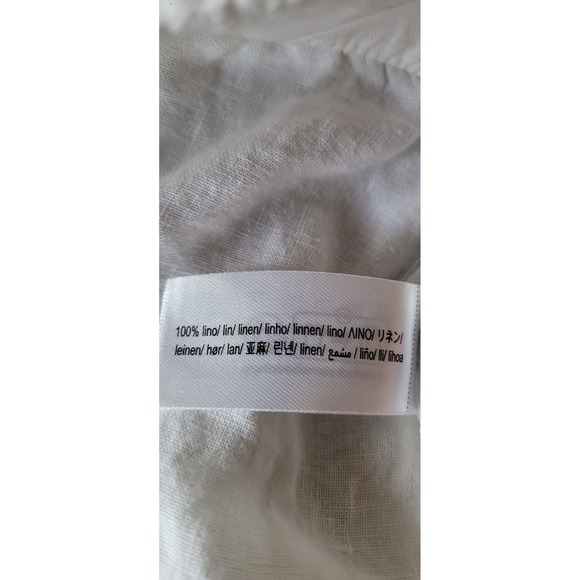 100% lino/ lin/ linen/ linho/ linnen/ lino/ ΛΙΝΟ/ リネン/
leinen/ hør/ lan/ 亚麻/ 린넨/ linen/ مشمع / liño/ lli/ lihoa